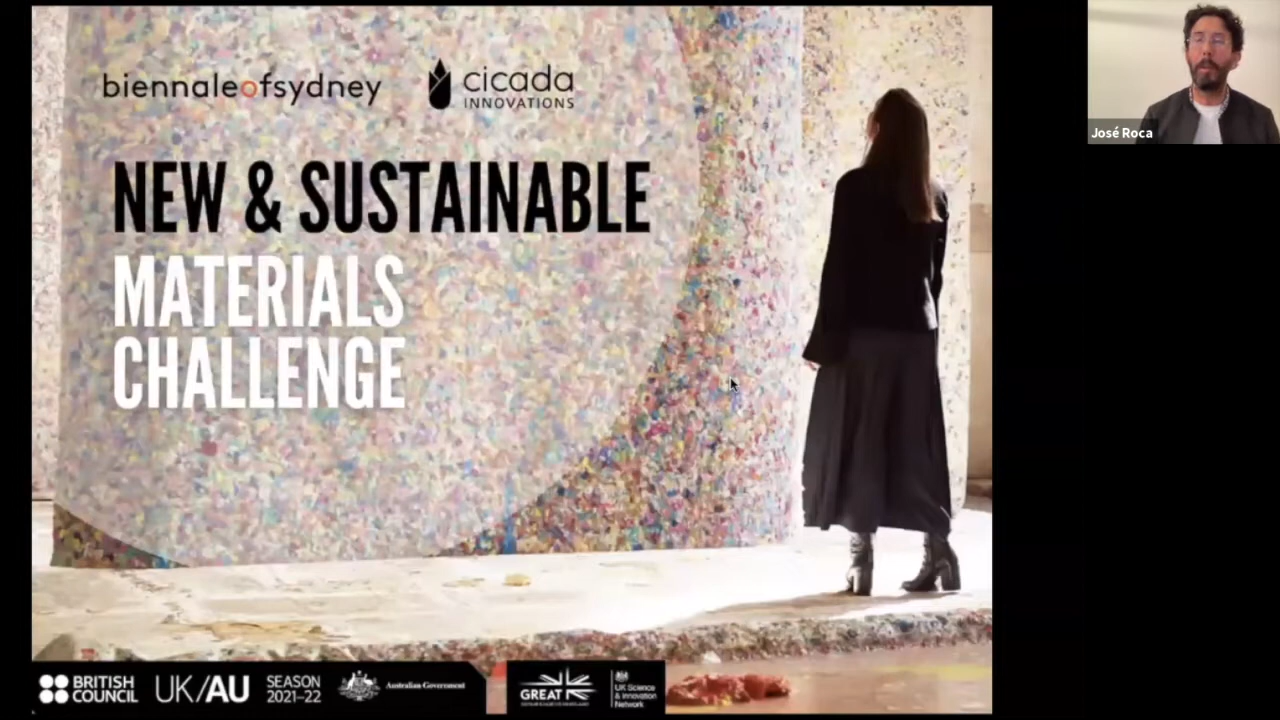 biennaleofsydney
cicada
INNOVATIONS
NEW & SUSTAINABLE
MATERIALS
CHALLENGE
José Roca
BRITISH
COUNCIL
UK/AU
SEASON
2021–22
Australian Government
GREAT
UK Science
& Innovation
Network